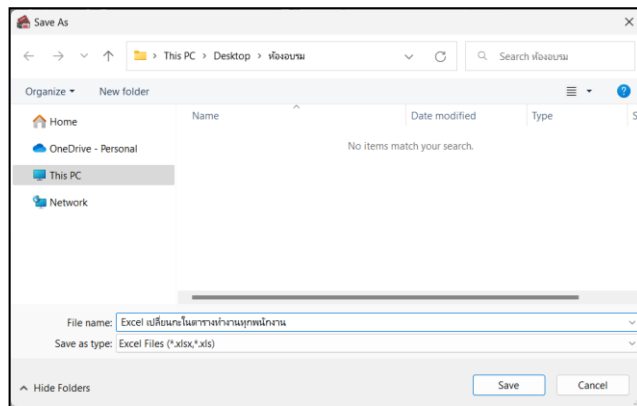 Save As
This PC > Desktop > ห้องอบรม
Search ห้องอบรม
Organize
New folder
Name
Date modified
Type
S
Home
No items match your search.
OneDrive - Personal
This PC
Network
File name: Excel เปลี่ยนกะในตารางทำงานทุกพนักงาน
Save as type: Excel Files (*.xlsx,*.xls)
Hide Folders
Save
Cancel